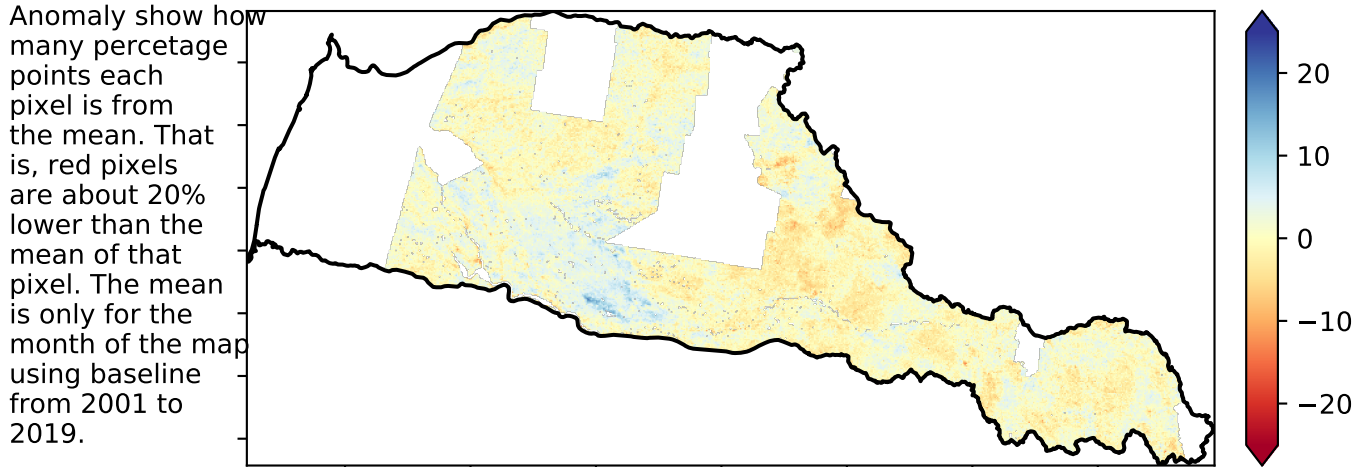 Anomaly show how
many percetage
points each
pixel is from
the mean. That
is, red pixels
are about 20%
lower than the
mean of that
pixel. The mean
is only for the
month of the map
using baseline
from 2001 to
2019.
20
10
0
−10
−20